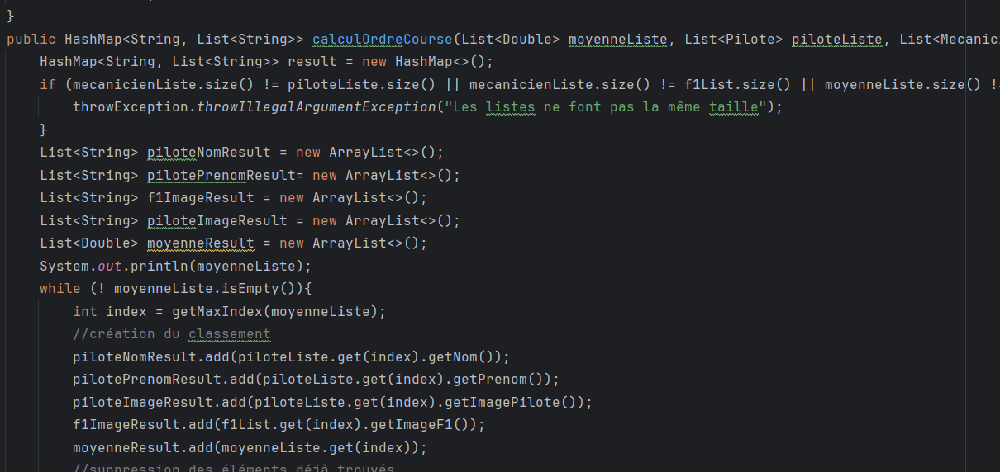 }
public HashMap<String, List<String>> calculOrdreCourse(List<Double> moyenneListe, List<Pilote> piloteListe, List<Mecanic
HashMap<String, List<String>> result = new HashMap<>();
if (mecanicienListe.size() != piloteListe.size() || mecanicienListe.size() != f1List.size() || moyenneListe.size() !=
throwException.throwIllegalArgumentException("Les listes ne font pas la même taille");
}
List<String> piloteNomResult = new ArrayList<>();
List<String> pilotePrenomResult= new ArrayList<>();
List<String> f1ImageResult = new ArrayList<>();
List<String> piloteImageResult = new ArrayList<>();
List<Double> moyenneResult = new ArrayList<>();
System.out.println(moyenneListe);
while (! moyenneListe.isEmpty()){
int index = getMaxIndex(moyenneListe);
//création du classement
piloteNomResult.add(piloteListe.get(index).getNom());
pilotePrenomResult.add(piloteListe.get(index).getPrenom());
piloteImageResult.add(piloteListe.get(index).getImagePilote());
f1ImageResult.add(f1List.get(index).getImageF1());
moyenneResult.add(moyenneListe.get(index));
//suppression des éléments déjà trouvés